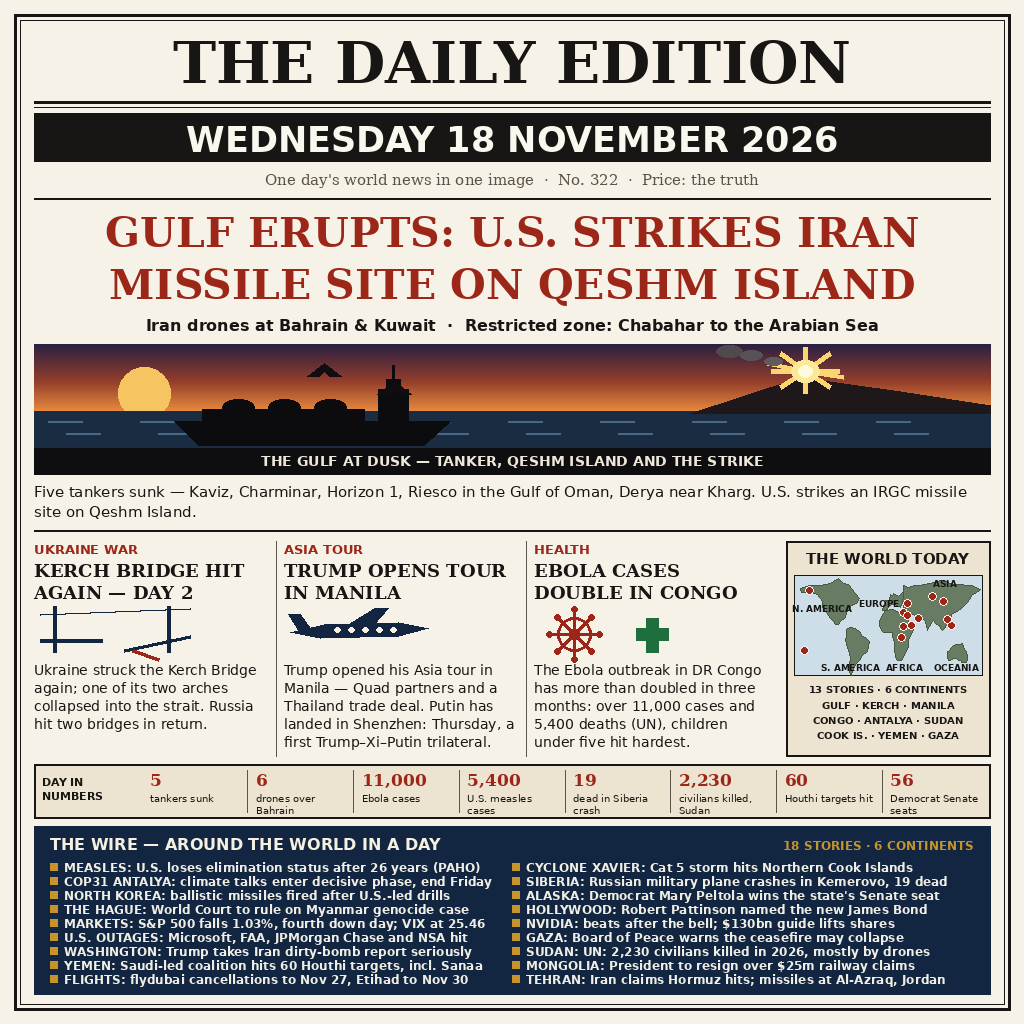 THE DAILY EDITION
WEDNESDAY 18 NOVEMBER 2026
One day's world news in one image · No. 322 · Price: the truth
GULF ERUPTS: U.S. STRIKES IRAN
MISSILE SITE ON QESHM ISLAND
Iran drones at Bahrain & Kuwait · Restricted zone: Chabahar to the Arabian Sea
THE GULF AT DUSK — TANKER, QESHM ISLAND AND THE STRIKE
Five tankers sunk — Kaviz, Charminar, Horizon 1, Riesco in the Gulf of Oman, Derya near Kharg. U.S. strikes an IRGC missile
site on Qeshm Island.
UKRAINE WAR
KERCH BRIDGE HIT
AGAIN — DAY 2
Ukraine struck the Kerch Bridge
again; one of its two arches
collapsed into the strait. Russia
hit two bridges in return.
ASIA TOUR
TRUMP OPENS TOUR
IN MANILA
Trump opened his Asia tour in
Manila — Quad partners and a
Thailand trade deal. Putin has
landed in Shenzhen: Thursday, a
first Trump–Xi–Putin trilateral.
HEALTH
EBOLA CASES
DOUBLE IN CONGO
The Ebola outbreak in DR Congo
has more than doubled in three
months: over 11,000 cases and
5,400 deaths (UN), children
under five hit hardest.
THE WORLD TODAY
ASIA
N. AMERICA
EUROPE
S. AMERICA
AFRICA
OCEANIA
13 STORIES · 6 CONTINENTS
GULF · KERCH · MANILA
CONGO · ANTALYA · SUDAN
COOK IS. · YEMEN · GAZA
DAY IN
NUMBERS
5
tankers sunk
6
drones over
Bahrain
11,000
Ebola cases
5,400
U.S. measles
cases
19
dead in Siberia
crash
2,230
civilians killed,
Sudan
60
Houthi targets hit
56
Democrat Senate
seats
THE WIRE — AROUND THE WORLD IN A DAY
18 STORIES · 6 CONTINENTS
MEASLES: U.S. loses elimination status after 26 years (PAHO)
COP31 ANTALYA: climate talks enter decisive phase, end Friday
NORTH KOREA: ballistic missiles fired after U.S.-led drills
THE HAGUE: World Court to rule on Myanmar genocide case
MARKETS: S&P 500 falls 1.03%, fourth down day; VIX at 25.46
U.S. OUTAGES: Microsoft, FAA, JPMorgan Chase and NSA hit
WASHINGTON: Trump takes Iran dirty-bomb report seriously
YEMEN: Saudi-led coalition hits 60 Houthi targets, incl. Sanaa
FLIGHTS: flydubai cancellations to Nov 27, Etihad to Nov 30
CYCLONE XAVIER: Cat 5 storm hits Northern Cook Islands
SIBERIA: Russian military plane crashes in Kemerovo, 19 dead
ALASKA: Democrat Mary Peltola wins the state's Senate seat
HOLLYWOOD: Robert Pattinson named the new James Bond
NVIDIA: beats after the bell; $130bn guide lifts shares
GAZA: Board of Peace warns the ceasefire may collapse
SUDAN: UN: 2,230 civilians killed in 2026, mostly by drones
MONGOLIA: President to resign over $25m railway claims
TEHRAN: Iran claims Hormuz hits; missiles at Al-Azraq, Jordan